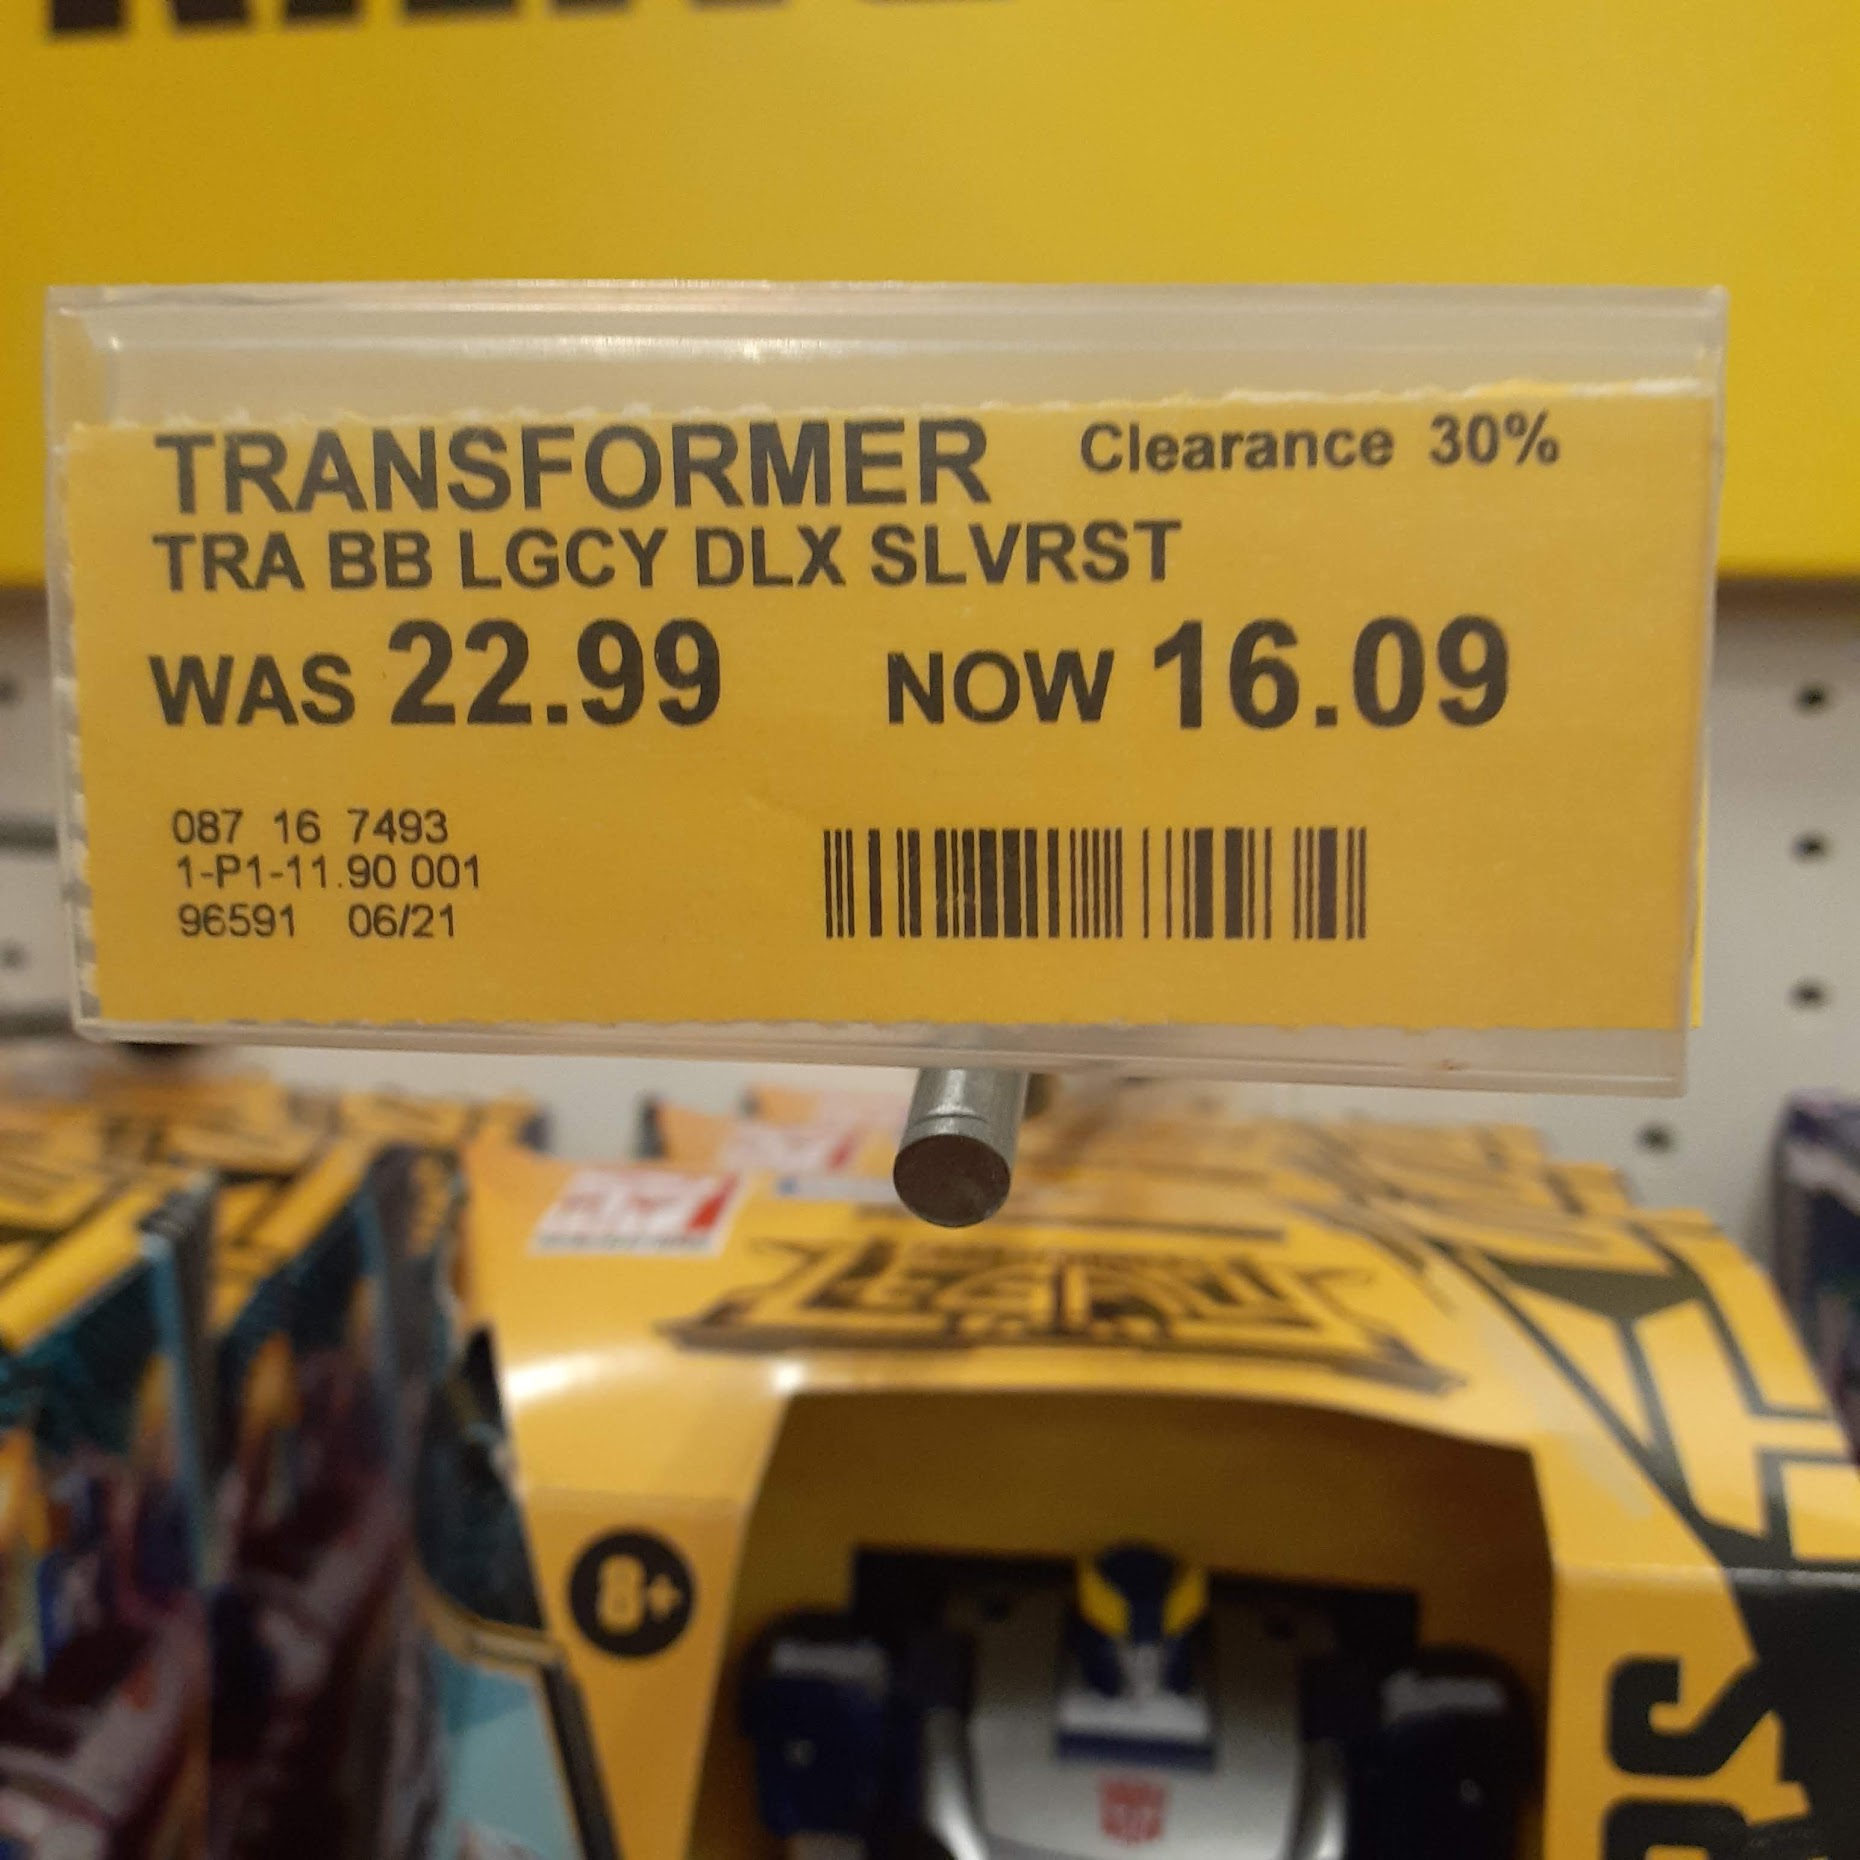 TRANSFORMER Clearance 30%
TRA BB LGCY DLX SLVRST
WAS 22.99 NOW 16.09
087 16 7493
1-P1-11.90 001
96591 06/21
8+